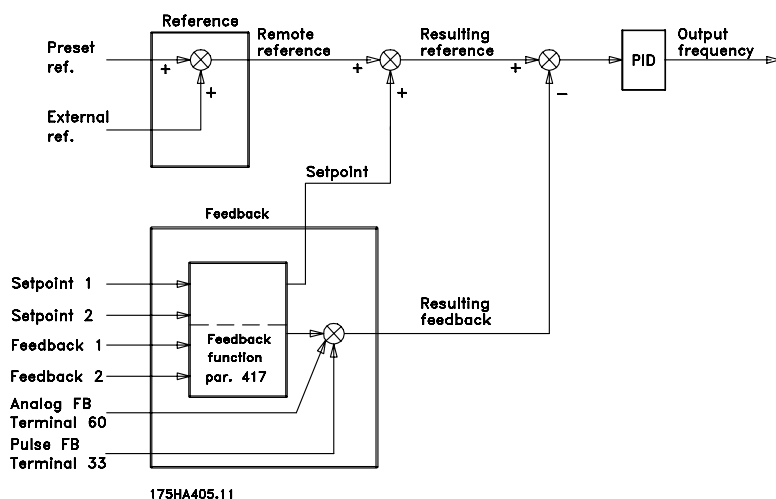 Reference
Preset
ref.
+
Remote
reference
+
Resulting
reference
+
PID
Output
frequency
+
+
−
External
ref.
Setpoint
Feedback
Setpoint 1
Setpoint 2
Feedback 1
Feedback 2
Feedback
function
par. 417
Resulting
feedback
Analog FB
Terminal 60
Pulse FB
Terminal 33
175HA405.11